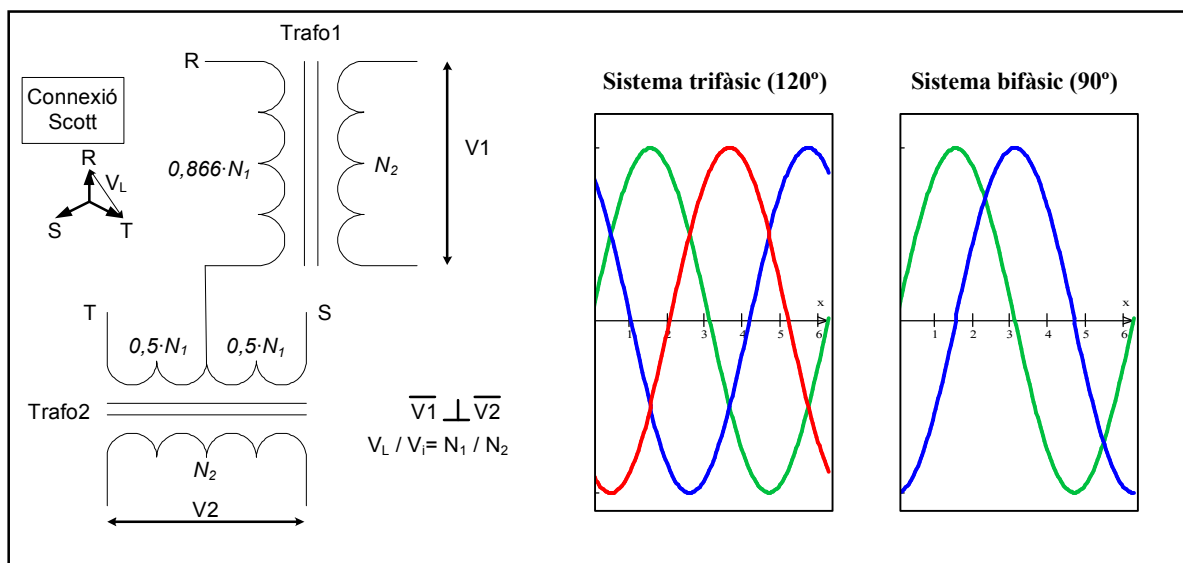 Trafo1
R
Connexió
Scott
R
V_L
S
T
0,866·N₁
N₂
V1
T
S
0,5·N₁
0,5·N₁
Trafo2
V1 ⊥ V2
V_L / V_i= N₁ / N₂
N₂
V2
Sistema trifàsic (120º)
x
1 2 3 4 5 6
Sistema bifàsic (90º)
x
1 2 3 4 5 6